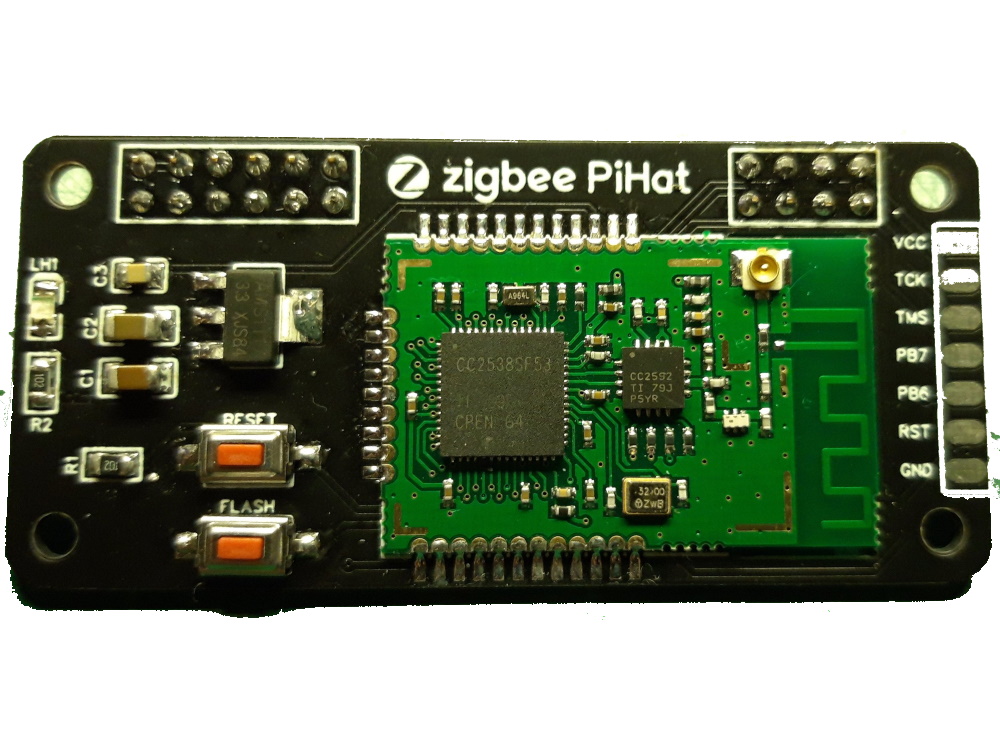 zigbee PiHat
VCC
TCK
TMS
PB7
PB6
RST
GND
LH1
C3
C2
C1
R2
R1
RESET
FLASH
A964L
CC2538SF53
CC2592
TI 79J
P5YR